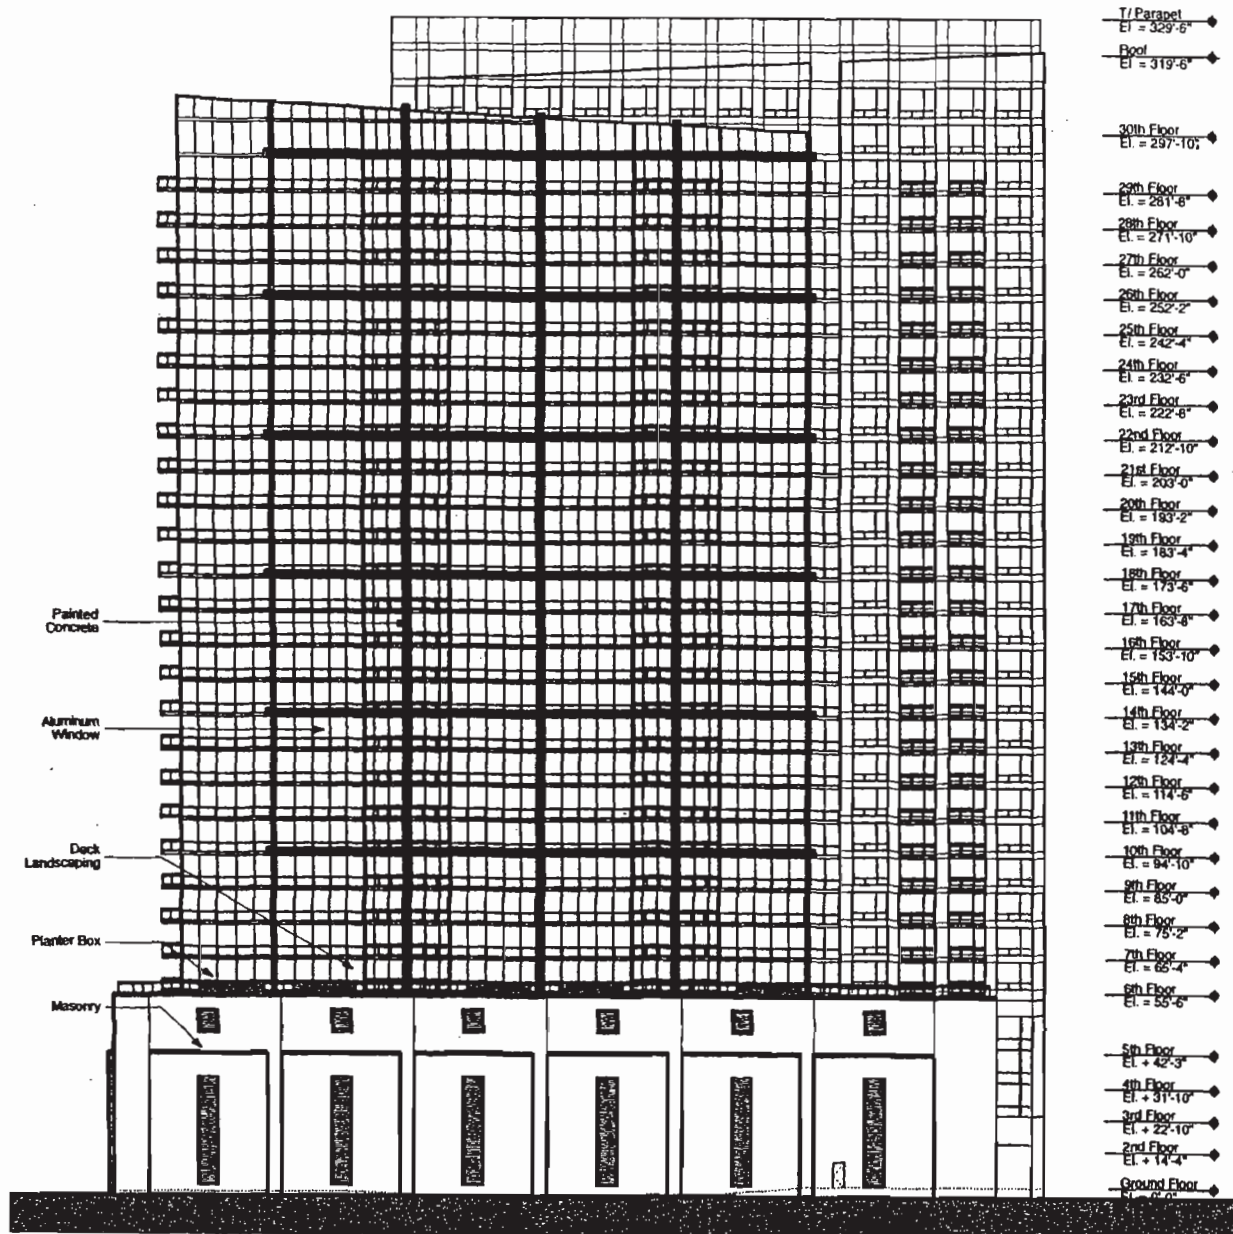 T/ Parapet
El = 329'-6"
Roof
El = 319'-6"
30th Floor
El. = 297'-10"
29th Floor
El. = 281'-8"
28th Floor
El. = 271'-10"
27th Floor
El. = 262'-0"
26th Floor
El. = 252'-2"
25th Floor
El. = 242'-4"
24th Floor
El. = 232'-6"
23rd Floor
El. = 222'-8"
22nd Floor
El. = 212'-10"
21st Floor
El. = 203'-0"
20th Floor
El. = 193'-2"
19th Floor
El. = 183'-4"
18th Floor
El. = 173'-6"
Painted
Concrete
17th Floor
El. = 163'-8"
16th Floor
El. = 153'-10"
15th Floor
El. = 144'-0"
Aluminum
Window
14th Floor
El. = 134'-2"
13th Floor
El. = 124'-4"
12th Floor
El. = 114'-6"
11th Floor
El. = 104'-8"
Deck
Landscaping
10th Floor
El. = 94'-10"
9th Floor
El. = 85'-0"
8th Floor
El. = 75'-2"
Planter Box
7th Floor
El. = 65'-4"
6th Floor
El. = 55'-6"
Masonry
5th Floor
El. + 42'-3"
4th Floor
El. + 31'-10"
3rd Floor
El. + 22'-10"
2nd Floor
El. + 14'-4"
Ground Floor